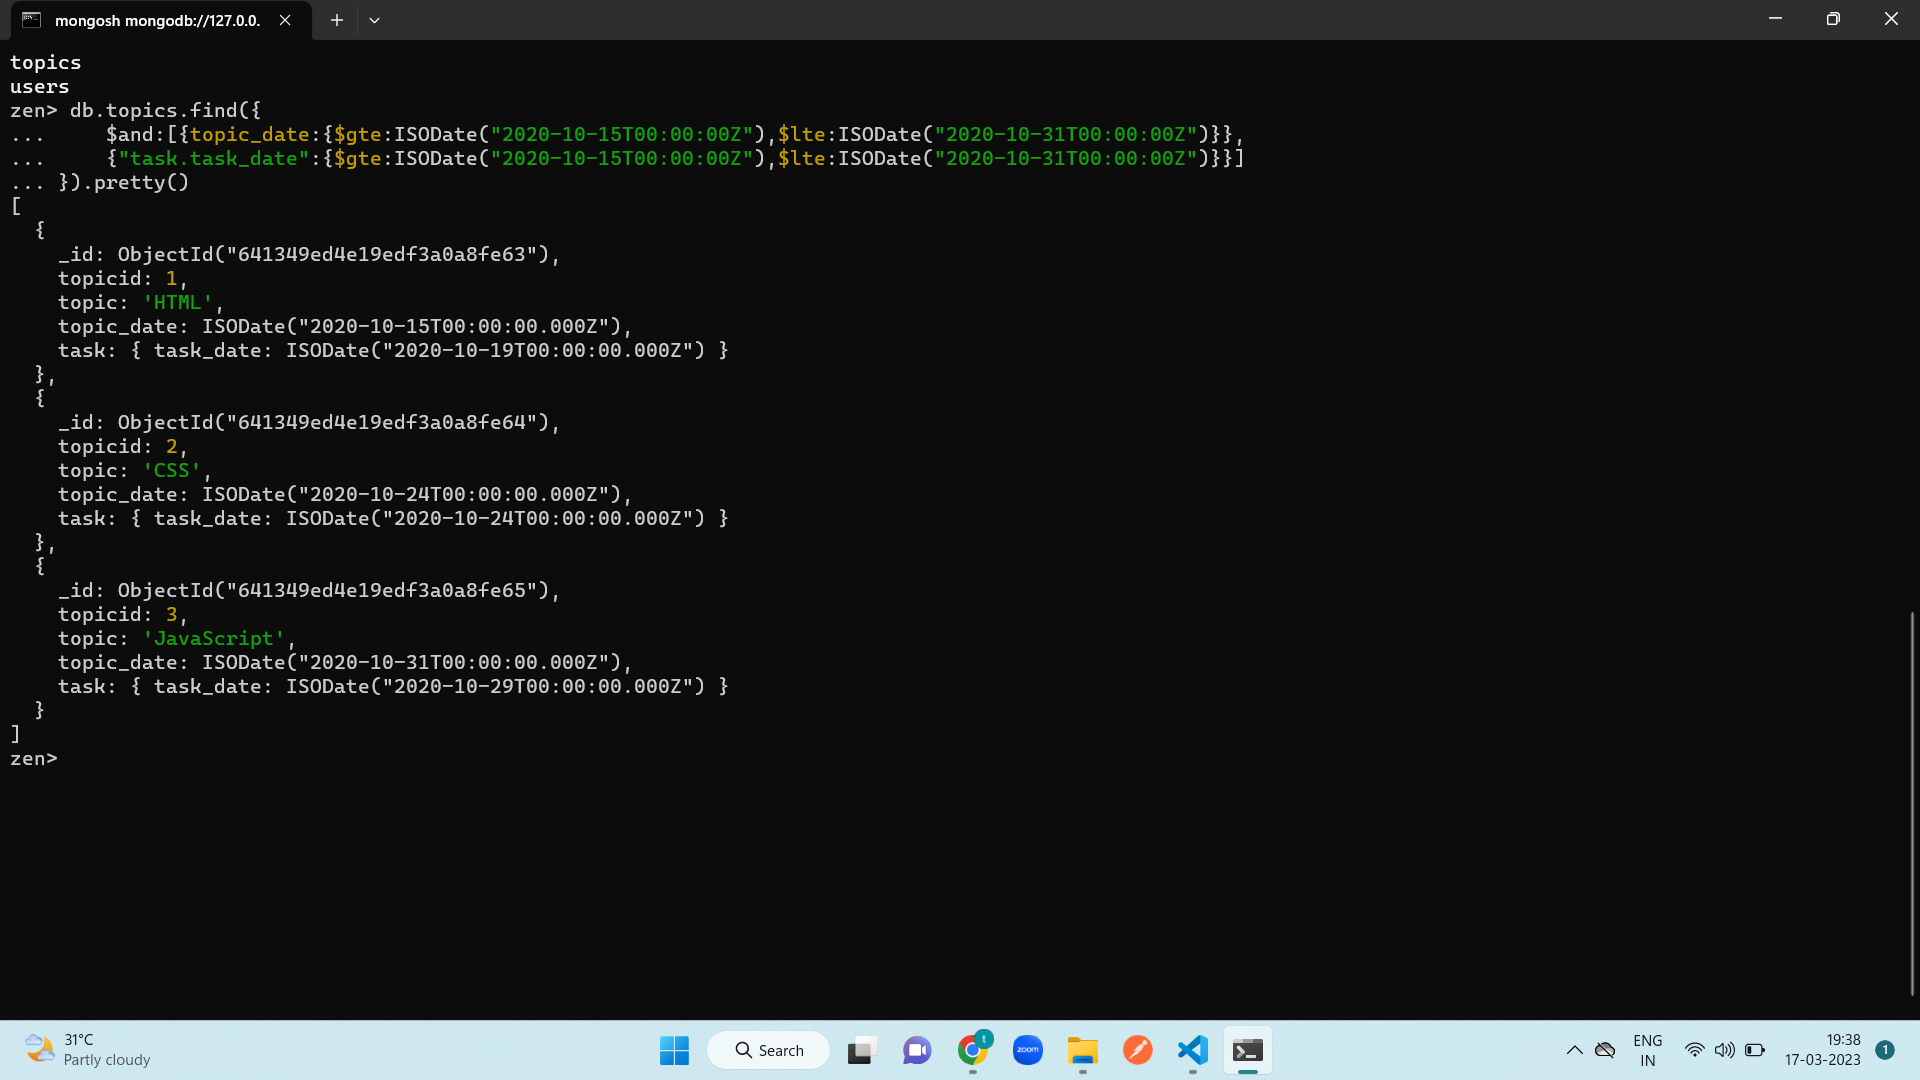 mongosh mongodb://127.0.0.
topics
users
zen> db.topics.find({
...     $and:[{topic_date:{$gte:ISODate("2020-10-15T00:00:00Z"),$lte:ISODate("2020-10-31T00:00:00Z")}},
...     {"task.task_date":{$gte:ISODate("2020-10-15T00:00:00Z"),$lte:ISODate("2020-10-31T00:00:00Z")}}]
... }).pretty()
[
  {
    _id: ObjectId("641349ed4e19edf3a0a8fe63"),
    topicid: 1,
    topic: 'HTML',
    topic_date: ISODate("2020-10-15T00:00:00.000Z"),
    task: { task_date: ISODate("2020-10-19T00:00:00.000Z") }
  },
  {
    _id: ObjectId("641349ed4e19edf3a0a8fe64"),
    topicid: 2,
    topic: 'CSS',
    topic_date: ISODate("2020-10-24T00:00:00.000Z"),
    task: { task_date: ISODate("2020-10-24T00:00:00.000Z") }
  },
  {
    _id: ObjectId("641349ed4e19edf3a0a8fe65"),
    topicid: 3,
    topic: 'JavaScript',
    topic_date: ISODate("2020-10-31T00:00:00.000Z"),
    task: { task_date: ISODate("2020-10-29T00:00:00.000Z") }
  }
]
zen>
31°C
Partly cloudy
Search
t
zoom
ENG
IN
19:38
17-03-2023
1